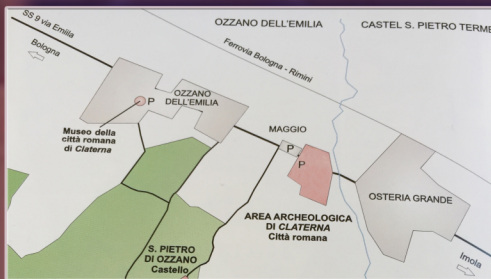 SS 9 via Emilia
Bologna
OZZANO DELL'EMILIA
CASTEL S. PIETRO TERME
Ferrovia Bologna - Rimini
OZZANO
DELL'EMILIA
P
Museo della
città romana
di Claterna
MAGGIO
P
P
OSTERIA GRANDE
AREA ARCHEOLOGICA
DI CLATERNA
Città romana
S. PIETRO
DI OZZANO
Castello
Imola